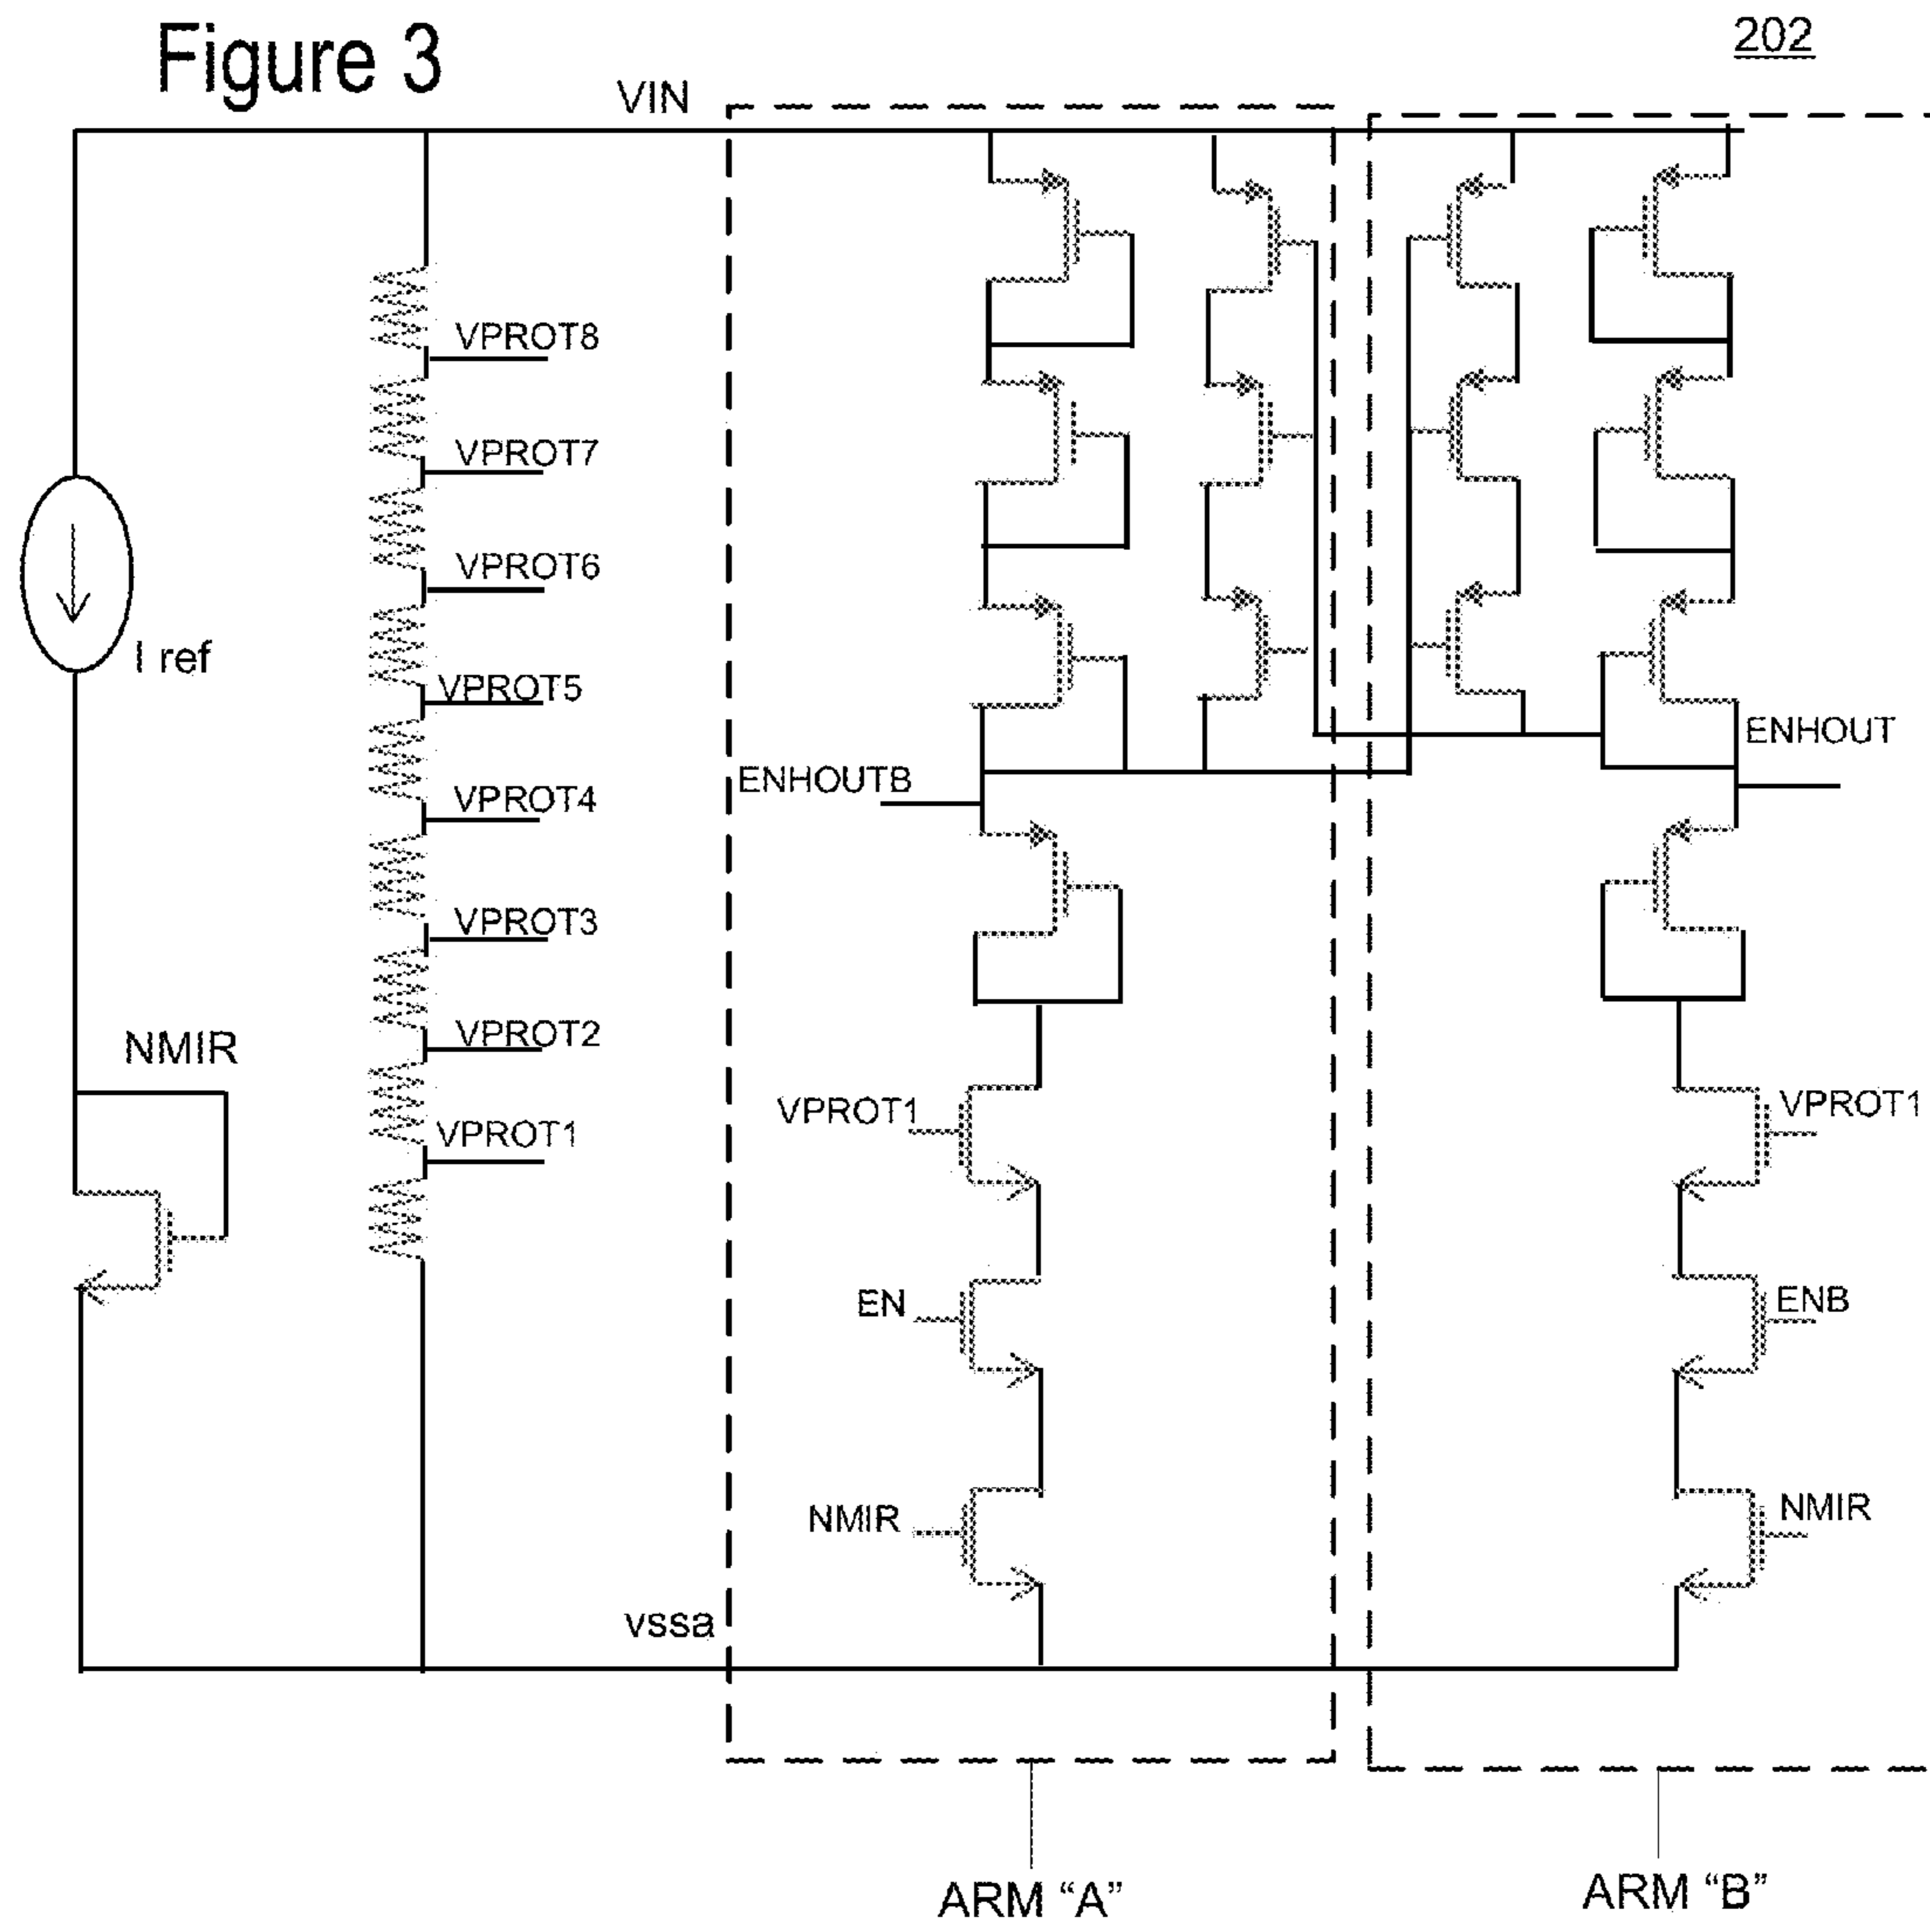 Figure 3
202
VIN
VPROT8
VPROT7
VPROT6
I ref
VPROT5
ENHOUT
ENHOUTB
VPROT4
VPROT3
VPROT2
NMIR
VPROT1
VPROT1
VPROT1
EN
ENB
NMIR
NMIR
vssa
ARM “A”
ARM “B”